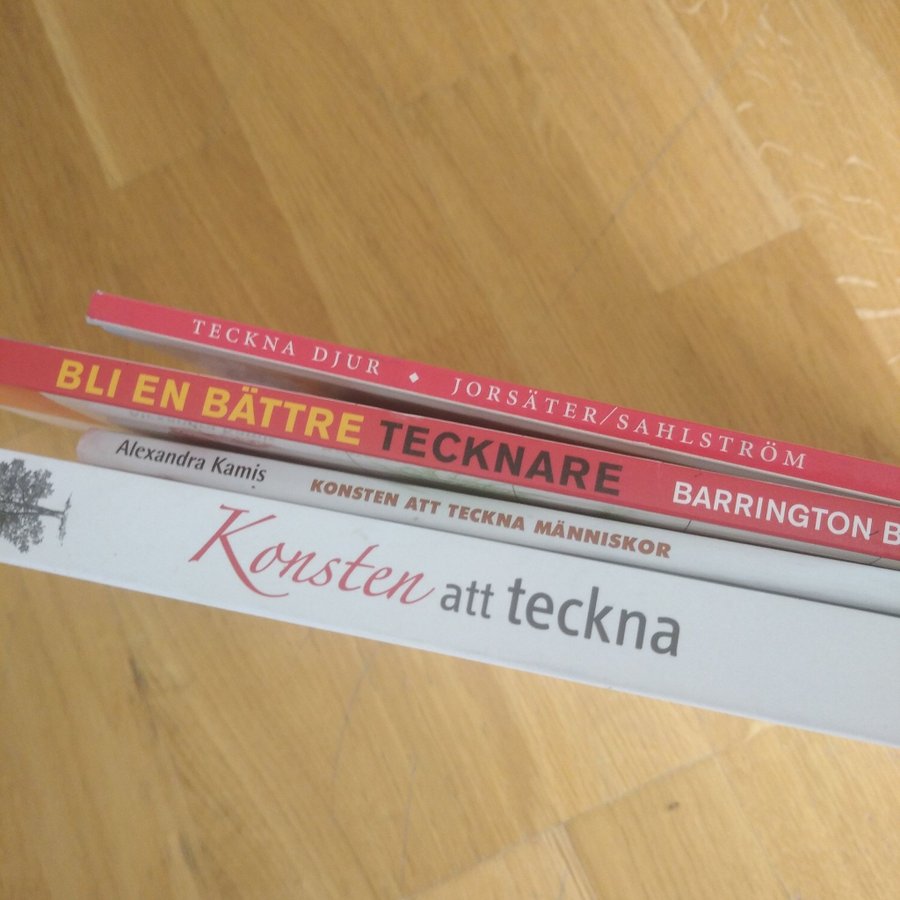 TECKNA DJUR ◆ JORSÄTER/SAHLSTRÖM
BLI EN BÄTTRE TECKNARE BARRINGTON B
Alexandra Kamis KONSTEN ATT TECKNA MÄNNISKOR
Konsten att teckna